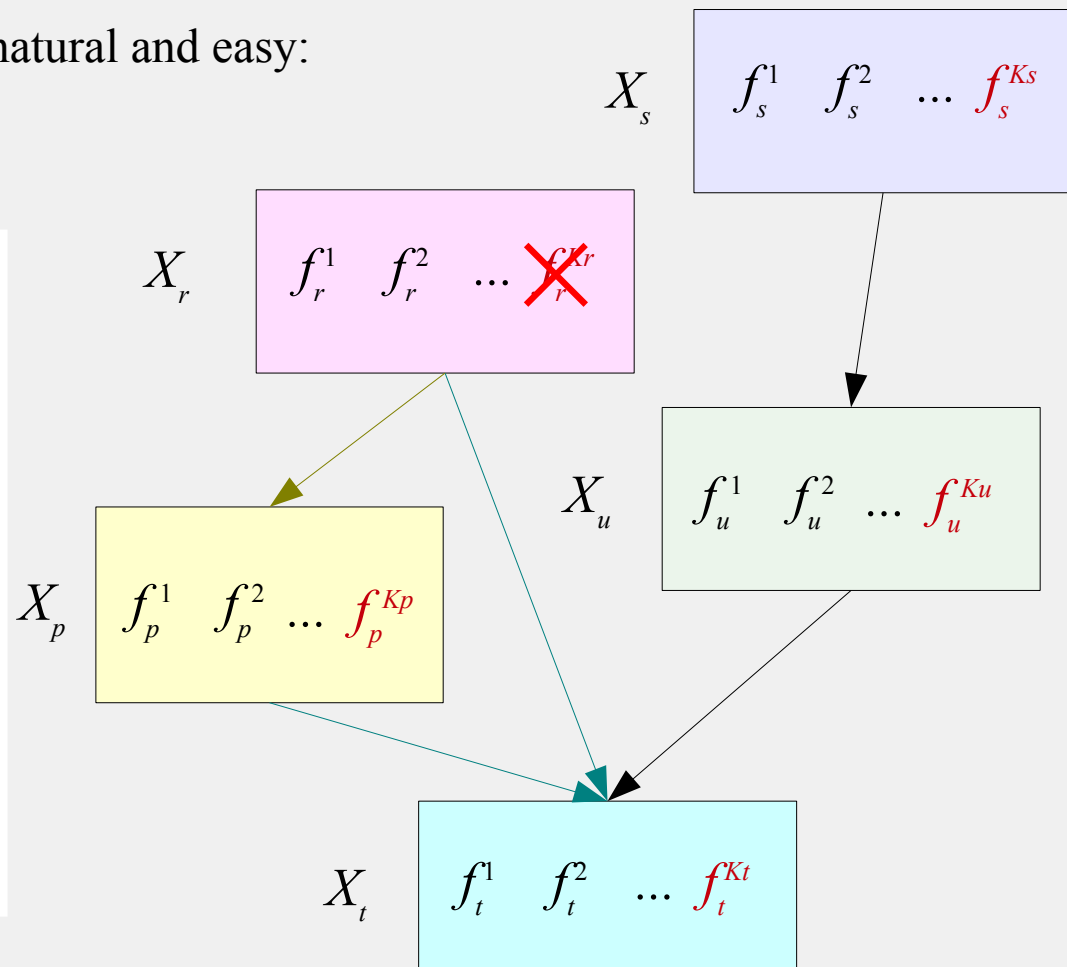 natural and easy:
X_s f_s^1 f_s^2 ... f_s^{Ks}
X_r f_r^1 f_r^2 ... f_r^{Kr}
X_u f_u^1 f_u^2 ... f_u^{Ku}
X_p f_p^1 f_p^2 ... f_p^{Kp}
X_t f_t^1 f_t^2 ... f_t^{Kt}